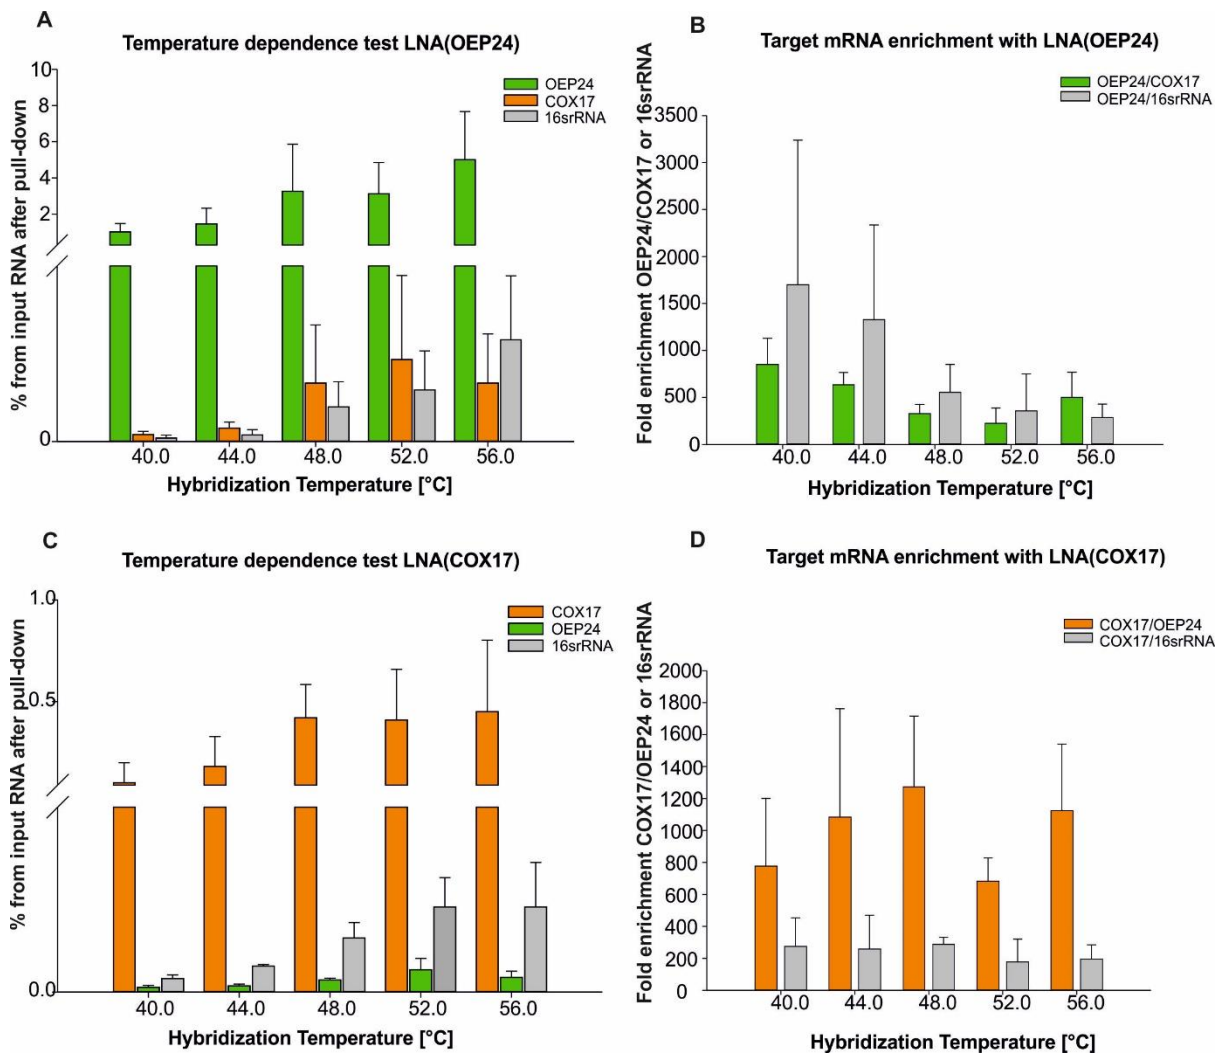 A
Temperature dependence test LNA(OEP24)
% from input RNA after pull-down
10
8
6
4
2
0
OEP24
COX17
16srRNA
40.0 44.0 48.0 52.0 56.0
Hybridization Temperature [°C]
B
Target mRNA enrichment with LNA(OEP24)
Fold enrichment OEP24/COX17 or 16srRNA
OEP24/COX17
OEP24/16srRNA
3500
3000
2500
2000
1500
1000
500
0
40.0 44.0 48.0 52.0 56.0
Hybridization Temperature [°C]
C
Temperature dependence test LNA(COX17)
% from input RNA after pull-down
1.0
0.5
0.0
COX17
OEP24
16srRNA
40.0 44.0 48.0 52.0 56.0
Hybridization Temperature [°C]
D
Target mRNA enrichment with LNA(COX17)
Fold enrichment COX17/OEP24 or 16srRNA
COX17/OEP24
COX17/16srRNA
2000
1800
1600
1400
1200
1000
800
600
400
200
0
40.0 44.0 48.0 52.0 56.0
Hybridization Temperature [°C]